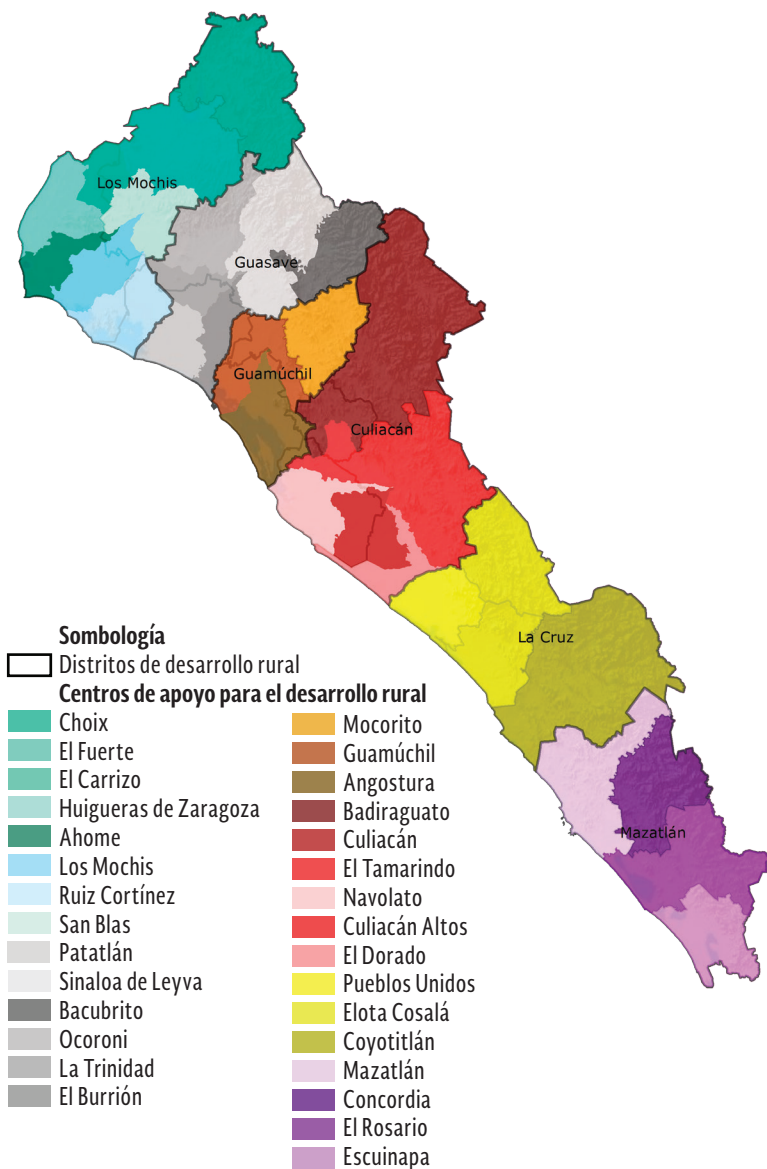 Los Mochis
Guasave
Guamúchil
Culiacán
La Cruz
Mazatlán
Sombología
Distritos de desarrollo rural
Centros de apoyo para el desarrollo rural
Choix
El Fuerte
El Carrizo
Huigueras de Zaragoza
Ahome
Los Mochis
Ruiz Cortínez
San Blas
Patatlán
Sinaloa de Leyva
Bacubrito
Ocoroni
La Trinidad
El Burrión
Mocorito
Guamúchil
Angostura
Badiraguato
Culiacán
El Tamarindo
Navolato
Culiacán Altos
El Dorado
Pueblos Unidos
Elota Cosalá
Coyotitlán
Mazatlán
Concordia
El Rosario
Escuinapa